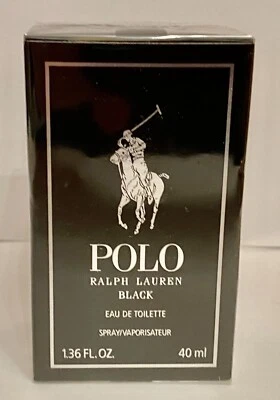 POLO
RALPH LAUREN
BLACK
EAU DE TOILETTE
SPRAY/VAPORISATEUR
1.36 FL. OZ. 40 ml